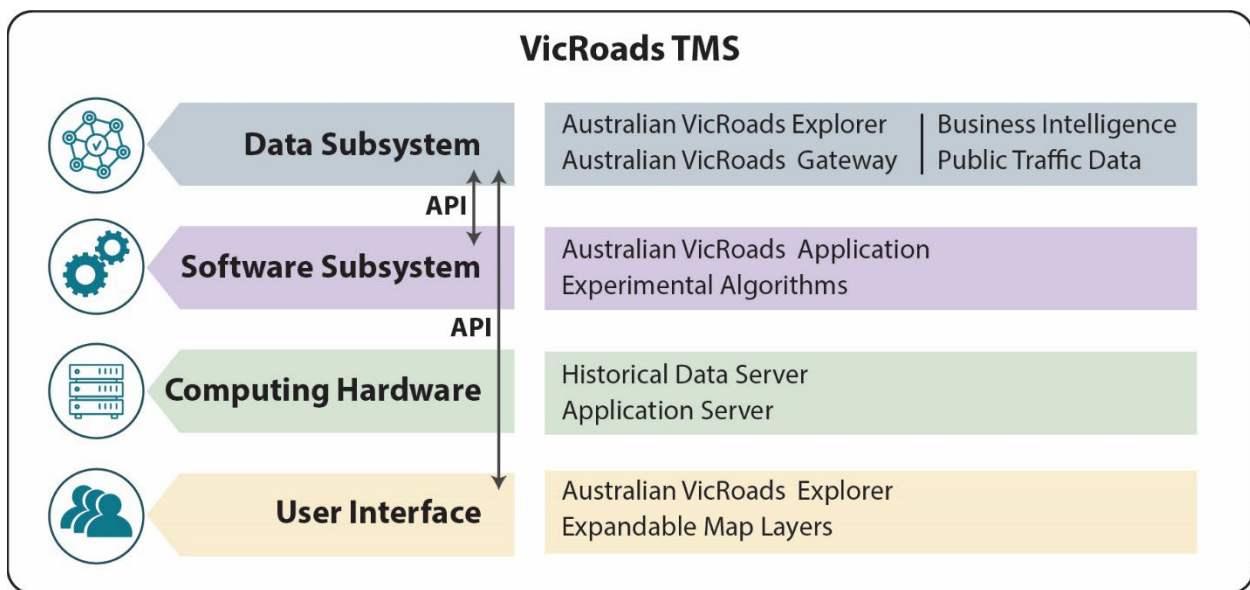 VicRoads TMS
Data Subsystem
Australian VicRoads Explorer
Australian VicRoads Gateway
Business Intelligence
Public Traffic Data
API
Software Subsystem
Australian VicRoads Application
Experimental Algorithms
API
Computing Hardware
Historical Data Server
Application Server
User Interface
Australian VicRoads Explorer
Expandable Map Layers